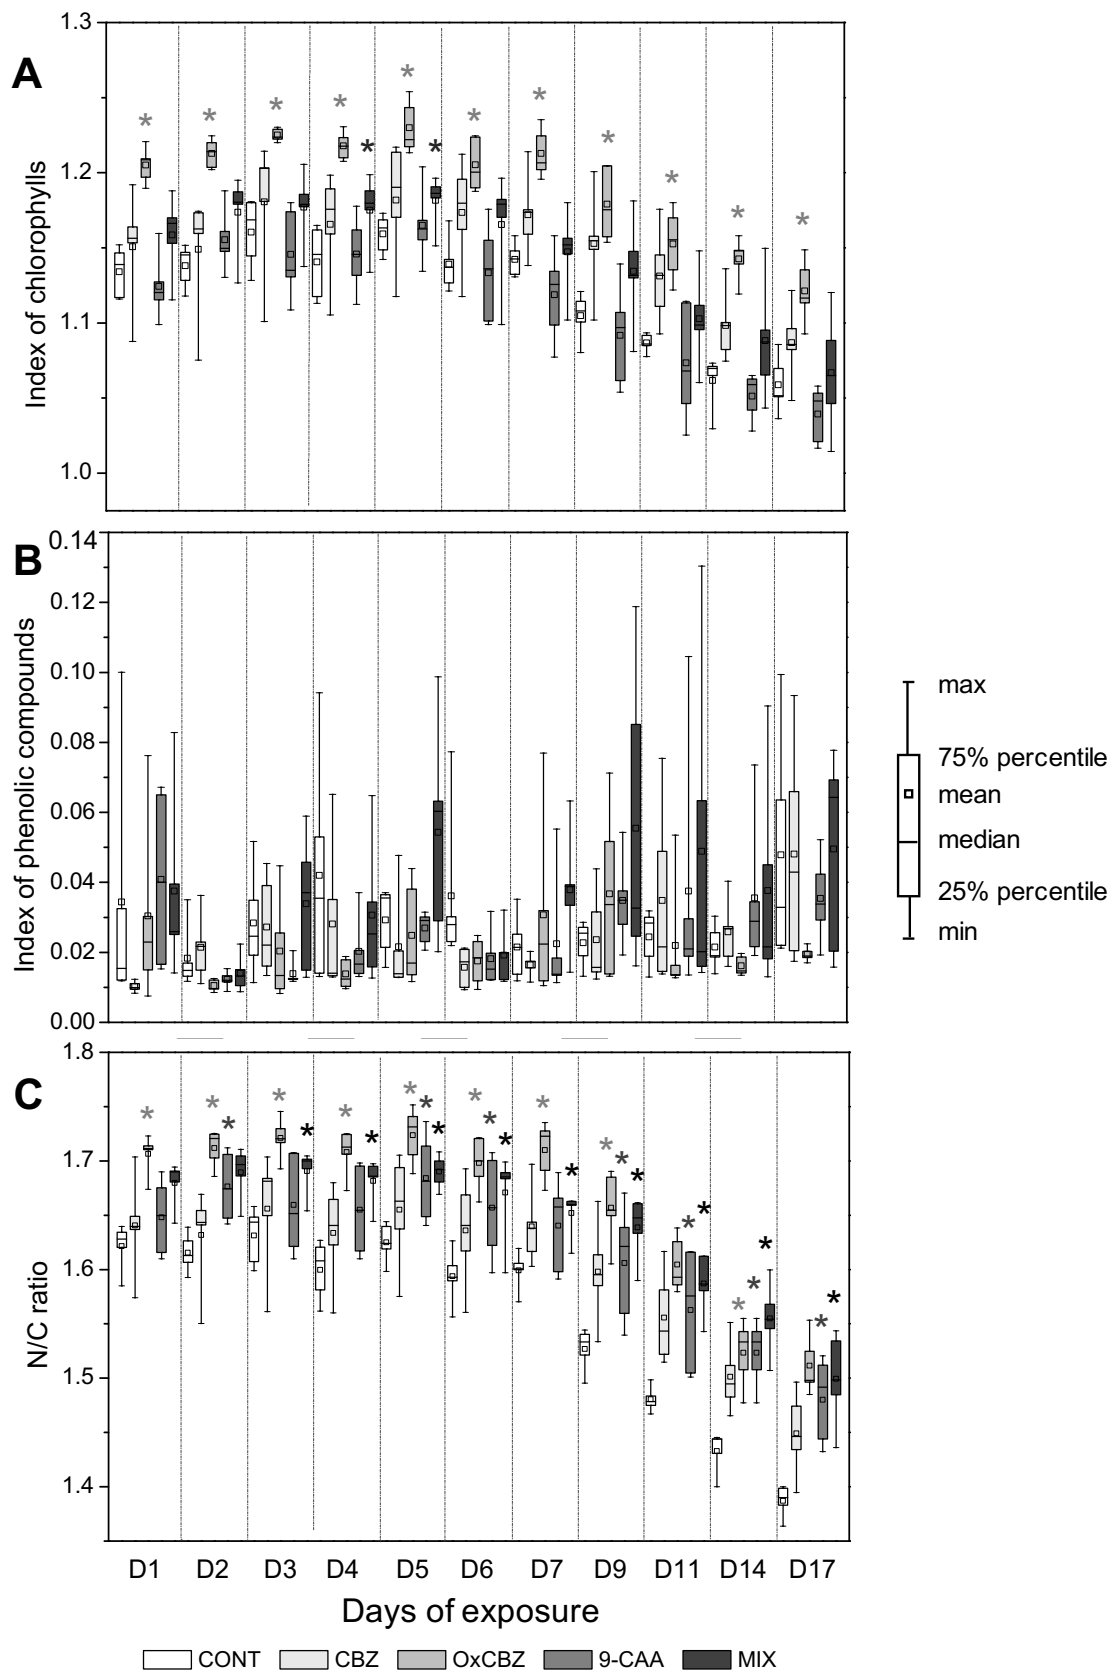 A
Index of chlorophylls
1.3
1.2
1.1
1.0
* * * * * * * * * * * * *
B
Index of phenolic compounds
0.14
0.12
0.10
0.08
0.06
0.04
0.02
0.00
max
75% percentile
mean
median
25% percentile
min
C
N/C ratio
1.8
1.7
1.6
1.5
1.4
* * * * * * * * * * * * * * * * * * * * * * * * *
D1 D2 D3 D4 D5 D6 D7 D9 D11 D14 D17
Days of exposure
CONT CBZ OxCBZ 9-CAA MIX